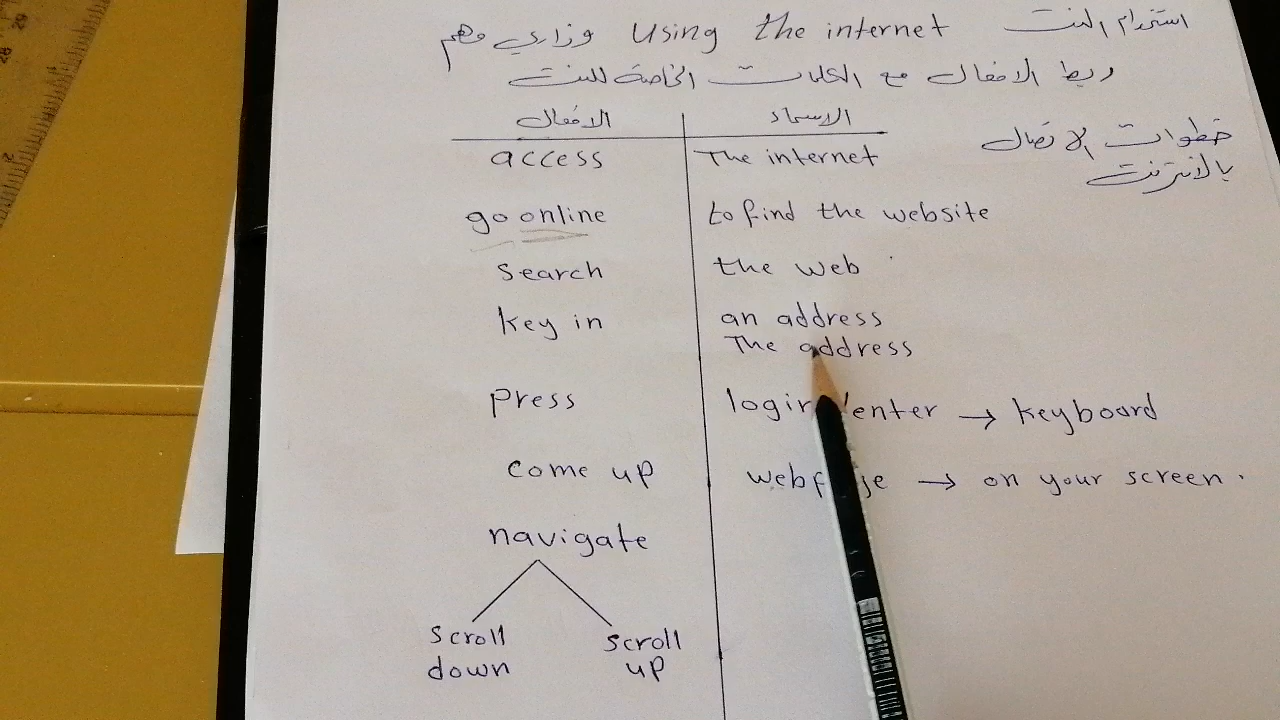 استخدام النت using the internet وزاري مهم
ربط الافعال مع الكلمات الخاصة للنت
الافعال الاسماء
خطوات الاتصال
بالانترنت
access The internet
go online to find the website
search the web
key in an address
The address
press login enter → keyboard
come up webpage → on your screen.
navigate
scroll down scroll up